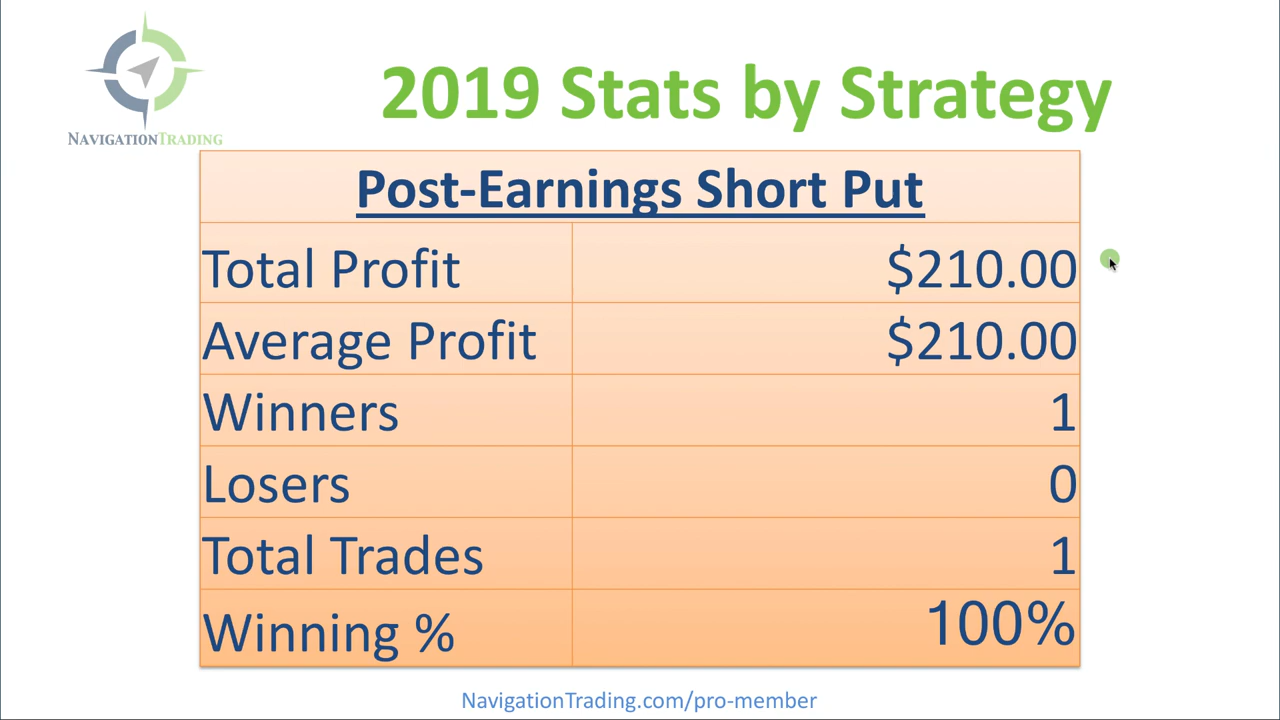 NAVIGATIONTRADING
2019 Stats by Strategy
Post-Earnings Short Put
Total Profit $210.00
Average Profit $210.00
Winners 1
Losers 0
Total Trades 1
Winning % 100%
NavigationTrading.com/pro-member